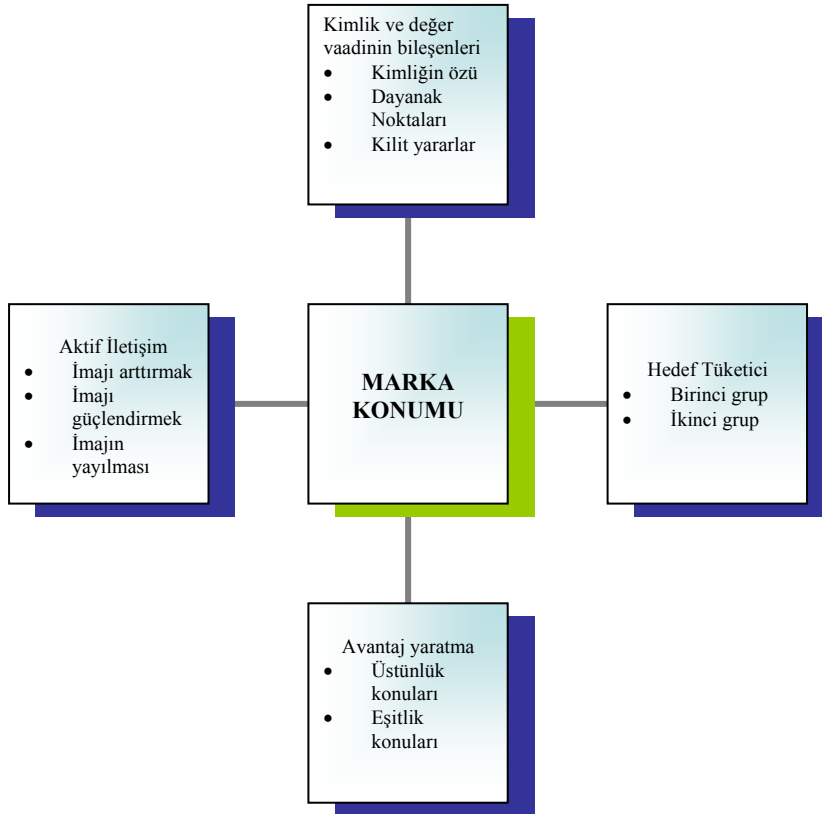 Kimlik ve değer
vaadinin bileşenleri
• Kimliğin özü
• Dayanak
Noktaları
• Kilit yararlar
Aktif İletişim
• İmajı arttırmak
• İmajı
güçlendirmek
• İmajın
yayılması
MARKA
KONUMU
Hedef Tüketici
• Birinci grup
• İkinci grup
Avantaj yaratma
• Üstünlük
konuları
• Eşitlik
konuları